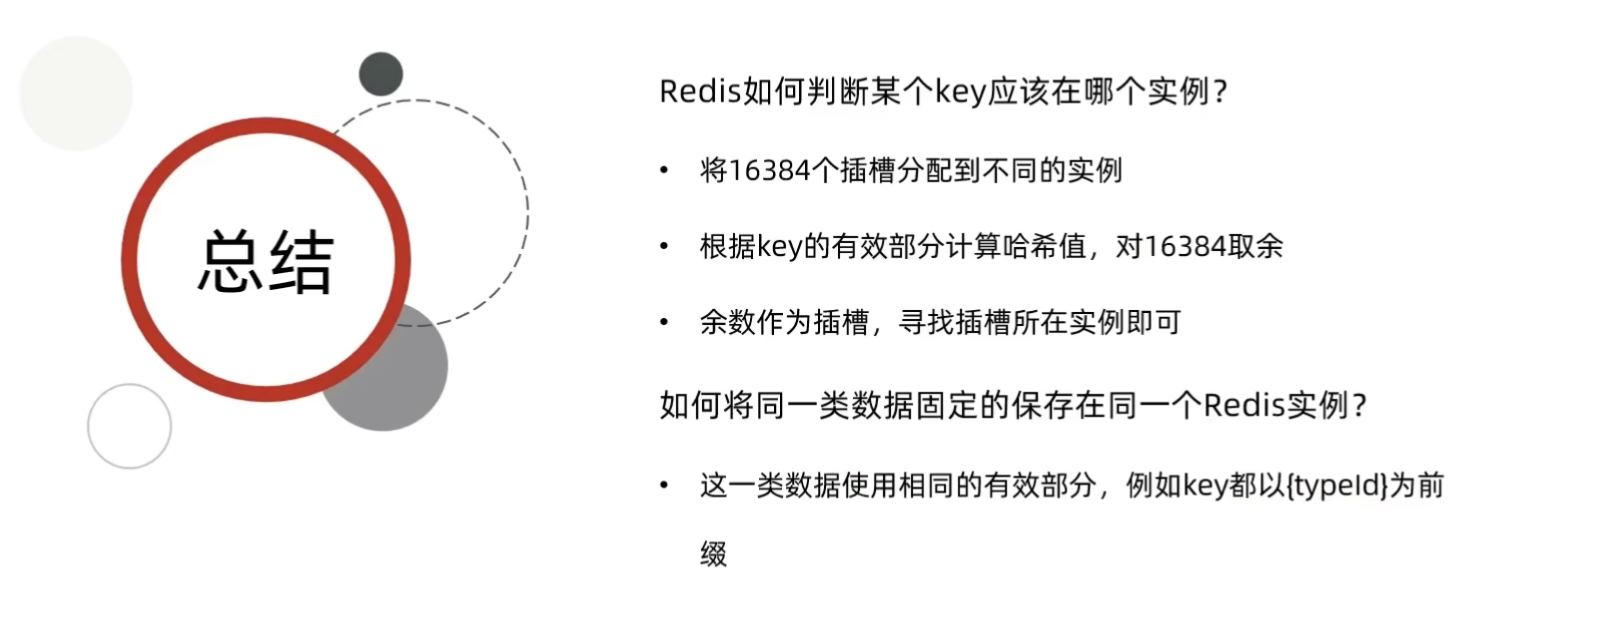 总结
Redis如何判断某个key应该在哪个实例？
• 将16384个插槽分配到不同的实例
• 根据key的有效部分计算哈希值，对16384取余
• 余数作为插槽，寻找插槽所在实例即可
如何将同一类数据固定的保存在同一个Redis实例？
• 这一类数据使用相同的有效部分，例如key都以{typeId}为前
缀